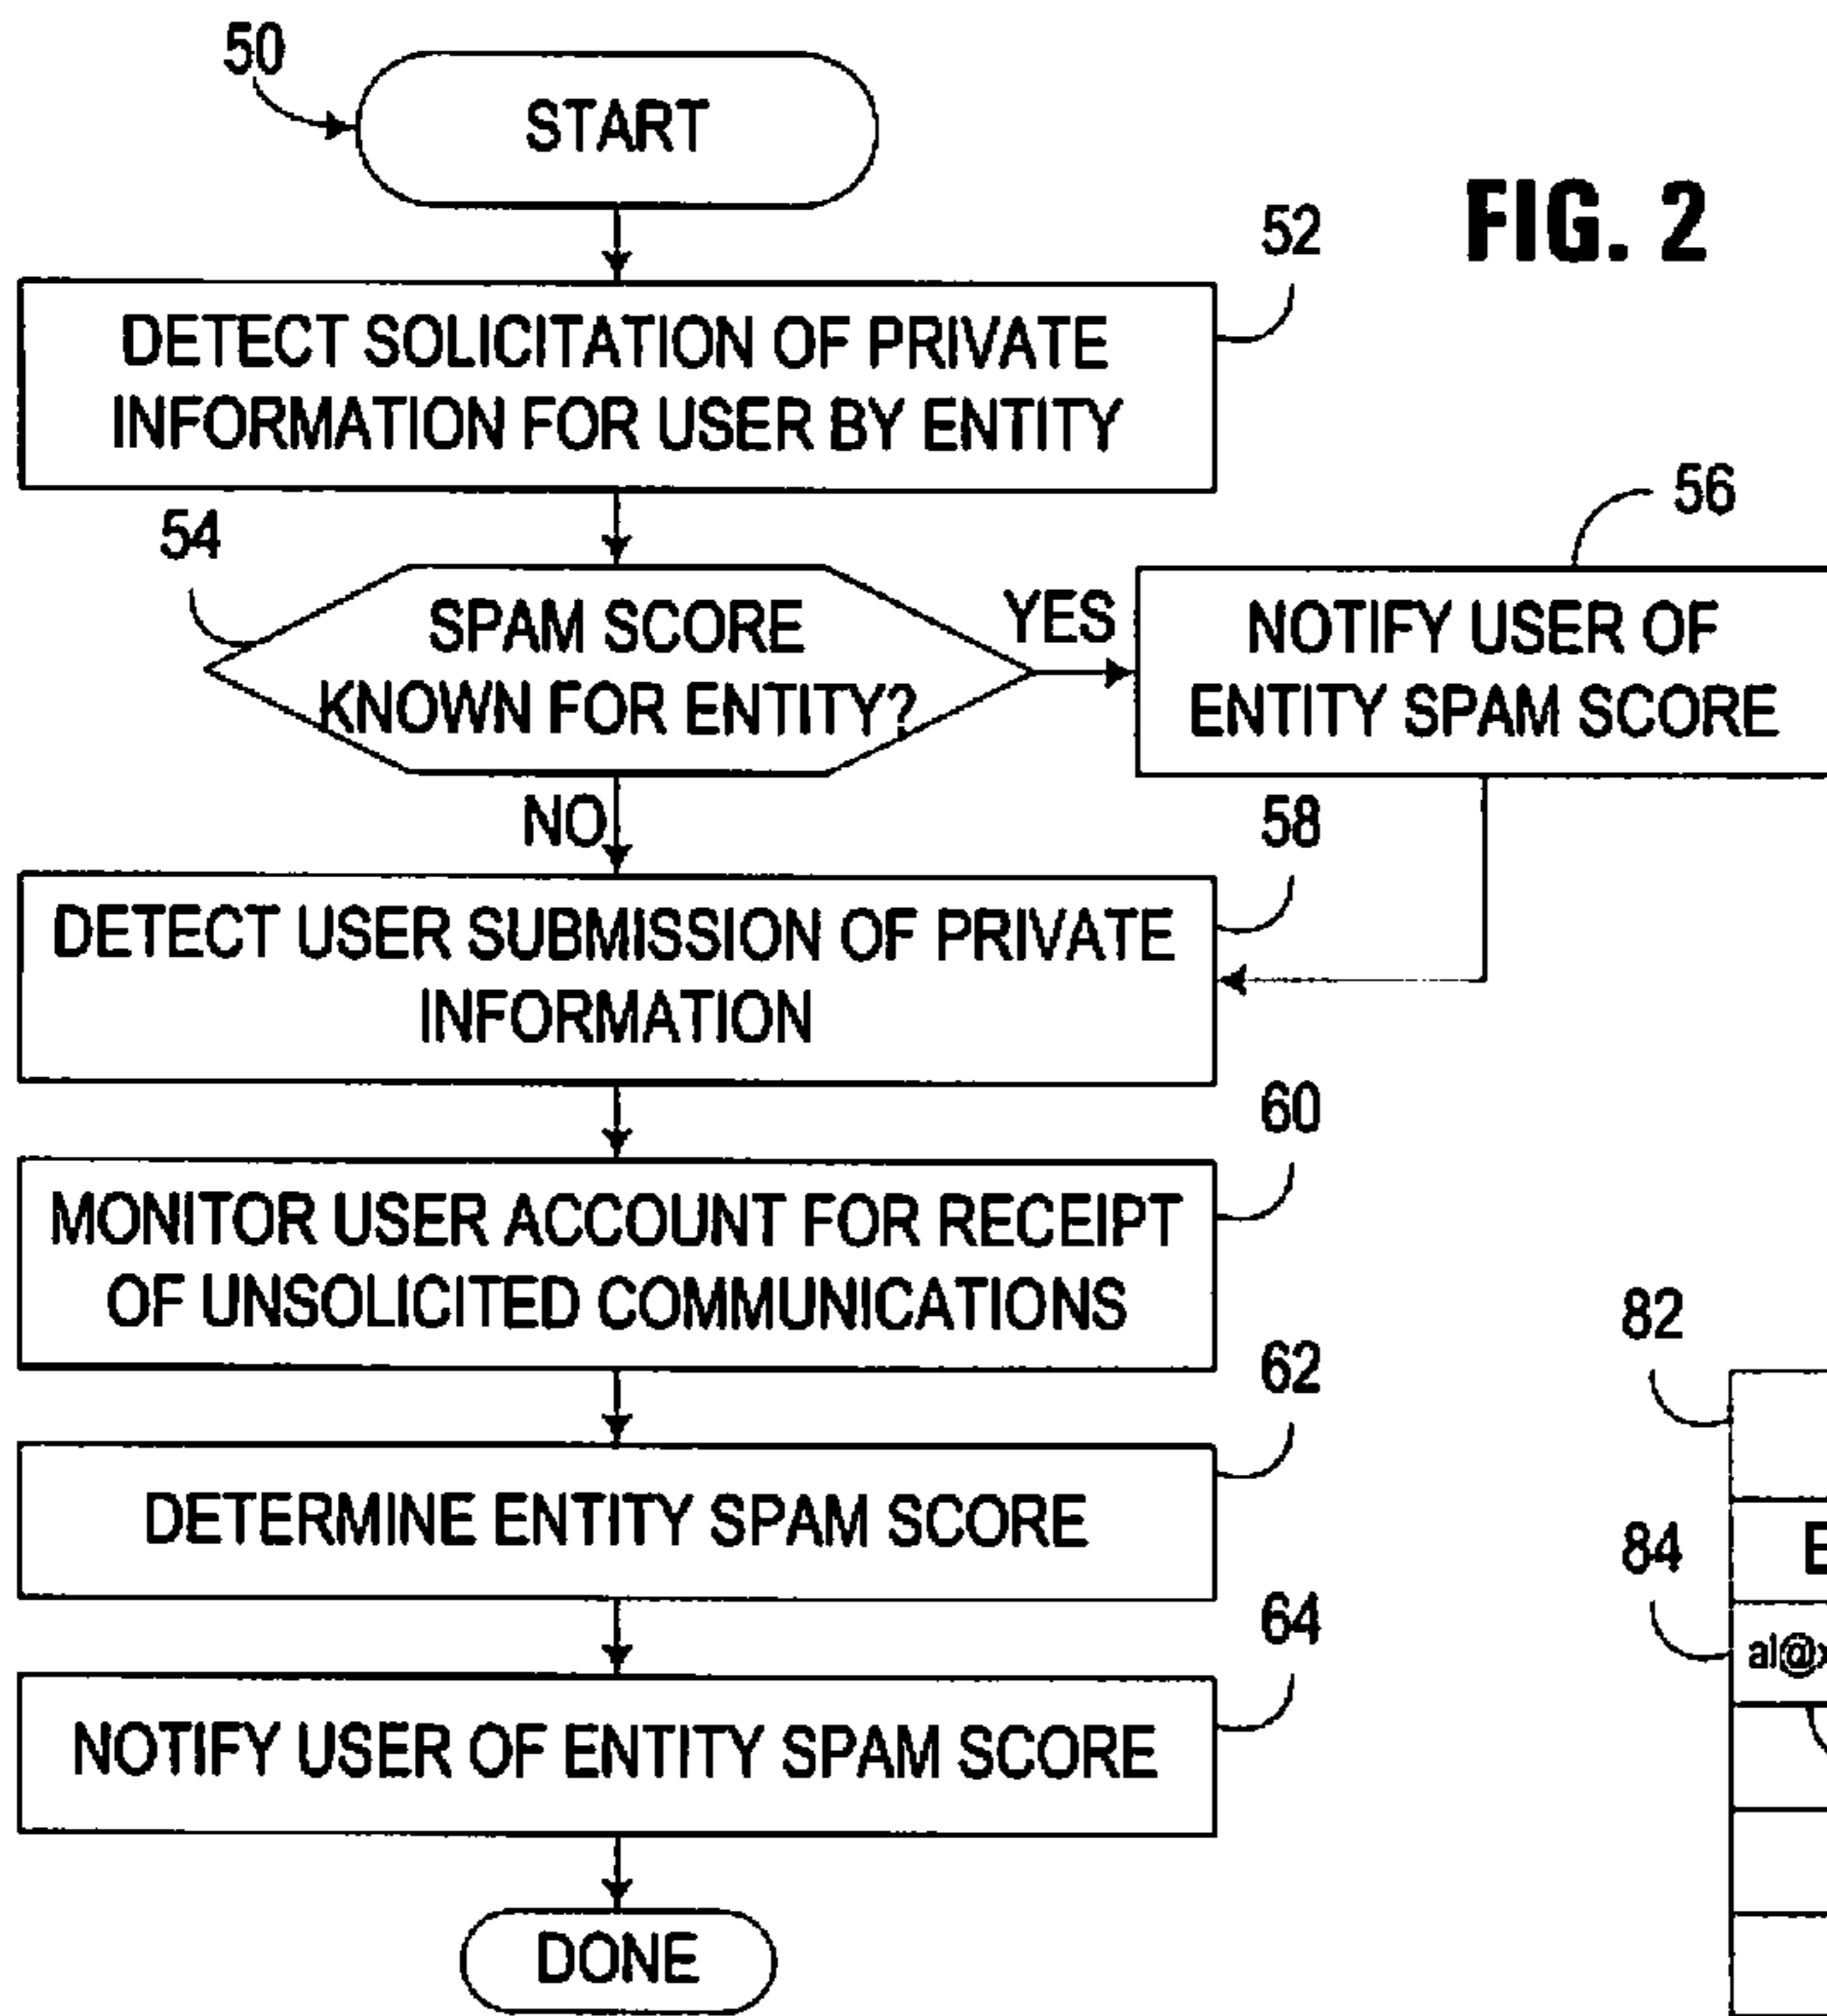 50
START
FIG. 2
52
DETECT SOLICITATION OF PRIVATE
INFORMATION FOR USER BY ENTITY
54
56
SPAM SCORE
KNOWN FOR ENTITY?
YES
NOTIFY USER OF
ENTITY SPAM SCORE
NO
58
DETECT USER SUBMISSION OF PRIVATE
INFORMATION
60
MONITOR USER ACCOUNT FOR RECEIPT
OF UNSOLICITED COMMUNICATIONS
62
DETERMINE ENTITY SPAM SCORE
64
NOTIFY USER OF ENTITY SPAM SCORE
DONE
82
84